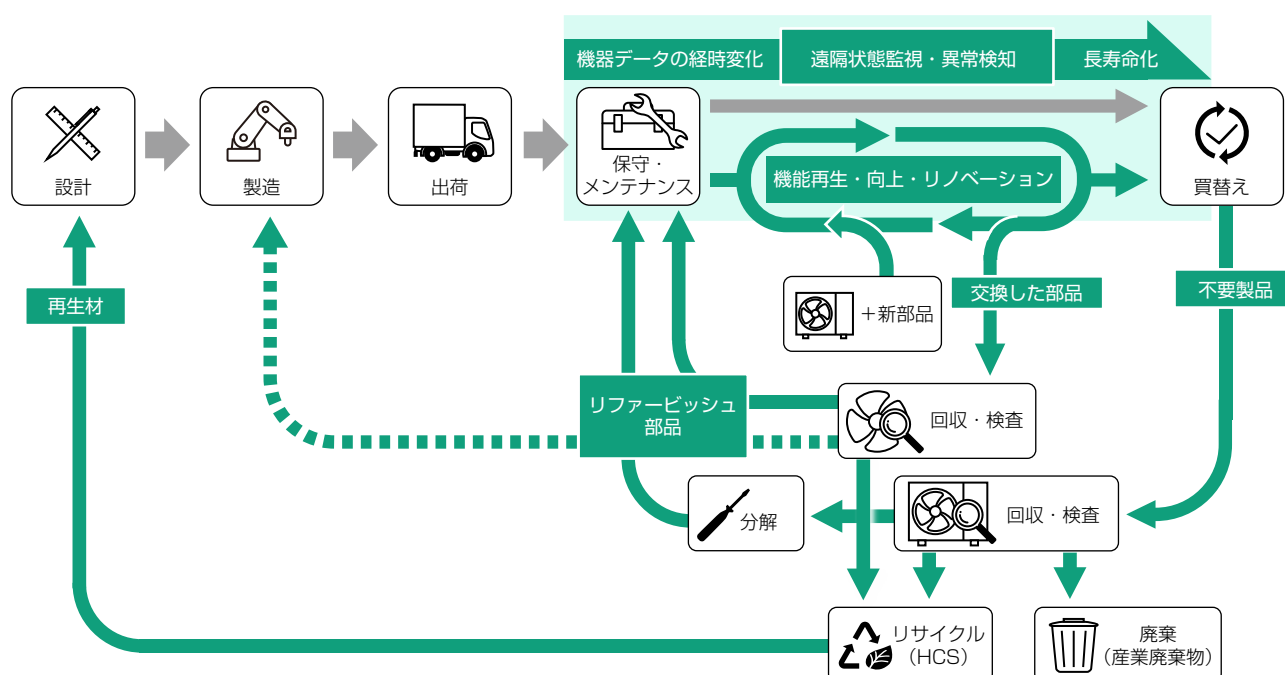 機器データの経時変化
遠隔状態監視・異常検知
長寿命化
設計
製造
出荷
保守・
メンテナンス
機能再生・向上・リノベーション
買替え
再生材
＋新部品
交換した部品
不要製品
リファービッシュ
部品
回収・検査
分解
回収・検査
リサイクル
（HCS）
廃棄
（産業廃棄物）